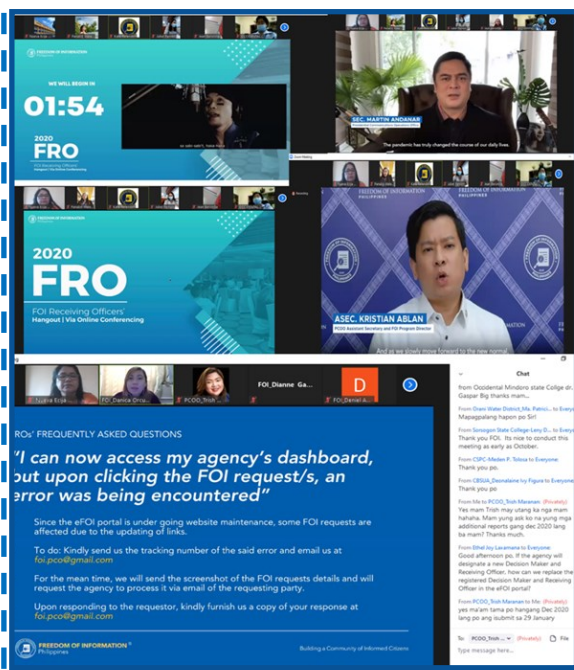 FREEDOM OF INFORMATION
Philippines
WE WILL BEGIN IN
01:54
2020
FRO
FOI Receiving Officers'
Hangout | Via Online Conferencing
SEC. MARTIN ANDANAR
The pandemic has truly changed the course of our daily lives.
FREEDOM OF INFORMATION
2020
FRO
FOI Receiving Officers'
Hangout | Via Online Conferencing
FREEDOM OF INFORMATION
PHILIPPINES
ASEC. KRISTIAN ABLAN
PCOO Assistant Secretary and FOI Program Director
And as we slowly move forward to the new normal,
FOI_Danica Orcu...
PCOO_Trish ...
FOI_Dianne Ga...
D
FOI_Daniel A...
ROs' FREQUENTLY ASKED QUESTIONS
"I can now access my agency's dashboard,
but upon clicking the FOI request/s, an
error was being encountered"
Since the eFOI portal is under going website maintenance, some FOI requests are
affected due to the updating of links.
To do: Kindly send us the tracking number of the said error and email us at
foi.pco@gmail.com
For the mean time, we will send the screenshot of the FOI requests details and will
request the agency to process it via email of the requesting party.
Upon responding to the requestor, kindly furnish us a copy of your response at
foi.pco@gmail.com
FREEDOM OF INFORMATION
Philippines
Building a Community of Informed Citizens
Chat
from Occidental Mindoro state Collge dr.
Gaspar Big thanks mam...
Mapagpalang hapon po Sir!
From Sorsogon State College-Leny D... to Every
Thank you FOI. Its nice to conduct this
meeting as early as October.
From CSPC-Meden P. Tolosa to Everyone:
Thank you po.
From CBSUA_Deonalaine Ivy Figura to Everyone
Thank you po
From Me to PCOO_Trish Maranan: (Privately)
Yes mam Trish may utang ka nga mam
hahaha. Mam yung ask ko na yung mga
additional reports gang dec 2020 lang
ba mam? Thanks much.
From Ethel Joy Laxamana to Everyone:
Good afternoon po. If the agency will
designate a new Decision Maker and
Receiving Officer, how can we replace the
registered Decision Maker and Receiving
Officer in the eFOI portal?
From PCOO_Trish Maranan to Me: (Privately)
yes ma'am tama po hangang Dec 2020
lang po ang isubmit sa 29 January
To: PCOO_Trish ... (Privately) File
Type message here...